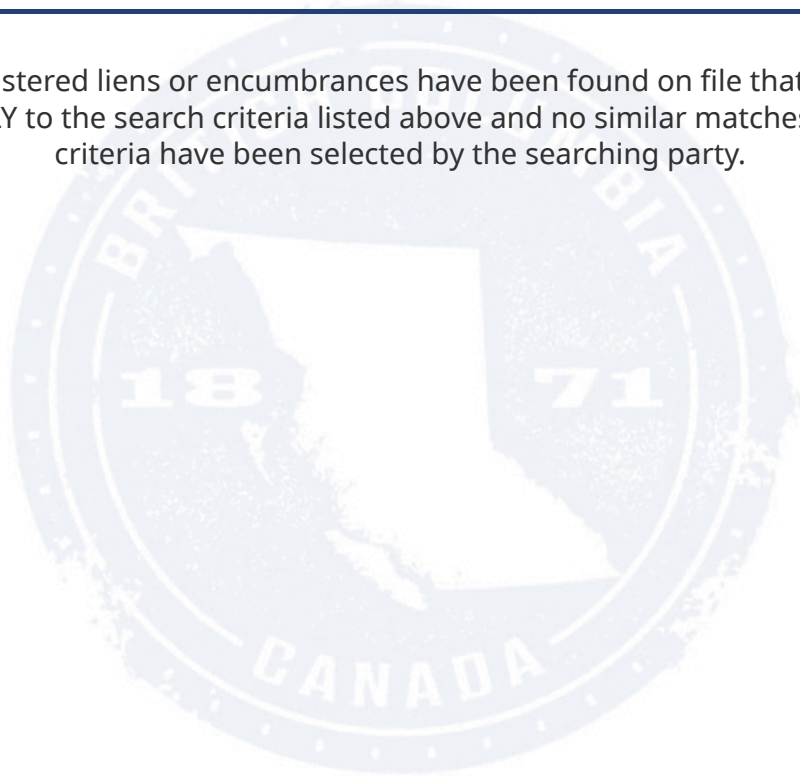 stered liens or encumbrances have been found on file that
Y to the search criteria listed above and no similar matches
criteria have been selected by the searching party.
BRITISH COLUMBIA
18 71
CANADA